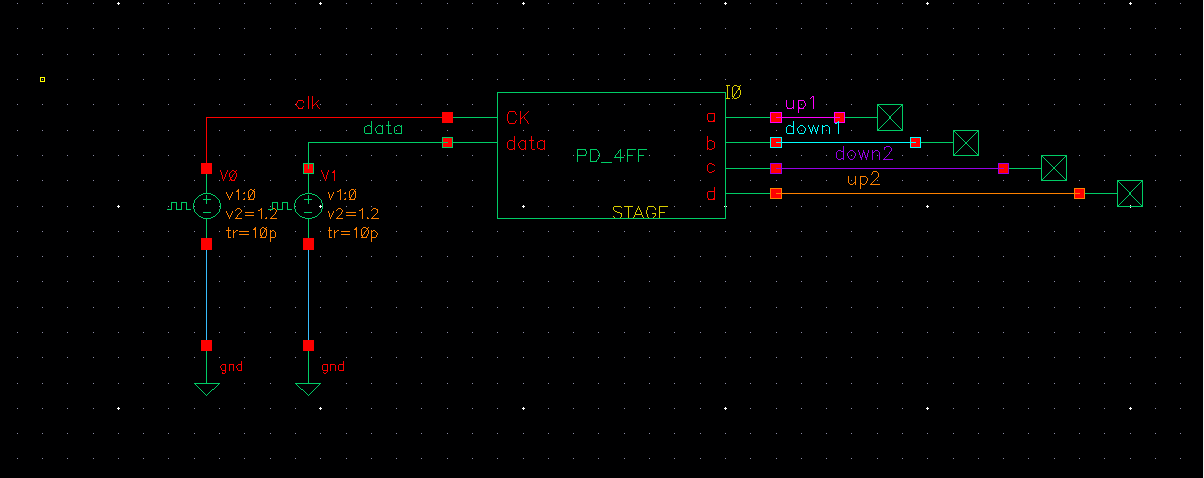 I0
clk
up1
CK
a
data
down1
data
b
PD_4FF
down2
c
up2
d
STAGE
V0
V1
v1:0
v1:0
v2=1.2
v2=1.2
tr=10p
tr=10p
gnd
gnd